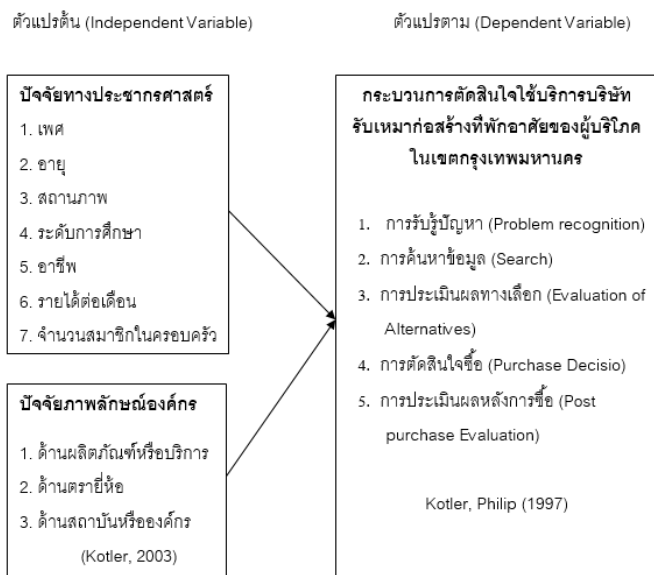 ตัวแปรต้น (Independent Variable)
ปัจจัยทางประชากรศาสตร์
1. เพศ
2. อายุ
3. สถานภาพ
4. ระดับการศึกษา
5. อาชีพ
6. รายได้ต่อเดือน
7. จำนวนสมาชิกในครอบครัว
ปัจจัยภาพลักษณ์องค์กร
1. ด้านผลิตภัณฑ์หรือบริการ
2. ด้านตรายี่ห้อ
3. ด้านสถาบันหรือองค์กร
(Kotler, 2003)
ตัวแปรตาม (Dependent Variable)
กระบวนการตัดสินใจใช้บริการบริษัท
รับเหมาก่อสร้างที่พักอาศัยของผู้บริโภค
ในเขตกรุงเทพมหานคร
1. การรับรู้ปัญหา (Problem recognition)
2. การค้นหาข้อมูล (Search)
3. การประเมินผลทางเลือก (Evaluation of
Alternatives)
4. การตัดสินใจซื้อ (Purchase Decisio)
5. การประเมินผลหลังการซื้อ (Post
purchase Evaluation)
Kotler, Philip (1997)